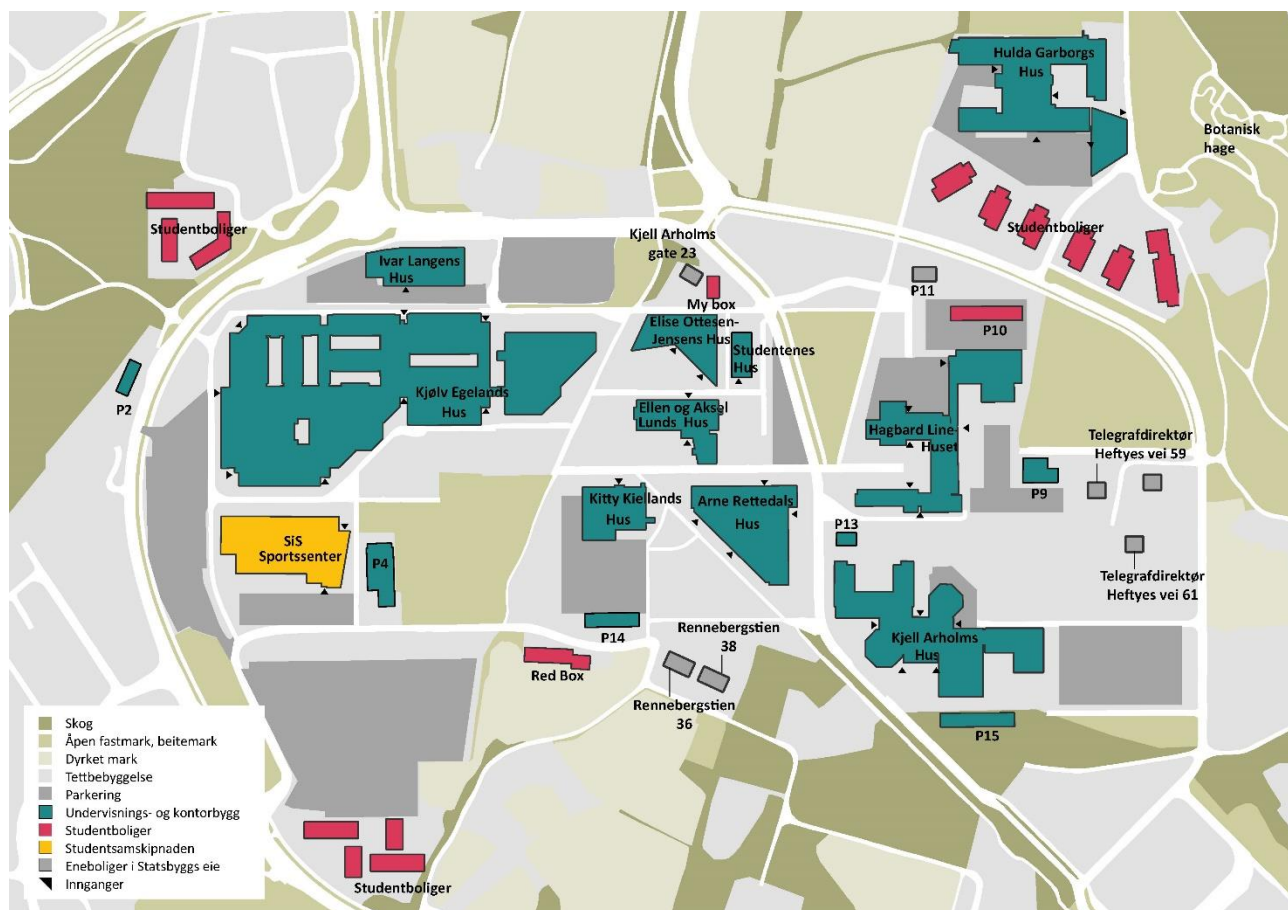 Hulda Garborgs
Hus
Botanisk
hage
Studentboliger
Studentboliger
Kjell Arholms
gate 23
Ivar Langens
Hus
P11
My box
P10
Elise Ottesen-
Jensens Hus
Studentenes
Hus
P2
Kjølv Egelands
Hus
Ellen og Aksel
Lunds Hus
Hagbard Line-
Huset
Telegrafdirektør
Heftyes vei 59
P9
Kitty Kiellands
Hus
Arne Rettedals
Hus
P13
SiS
Sportssenter
P4
Telegrafdirektør
Heftyes vei 61
P14
Rennebergstien
38
Kjell Arholms
Hus
Red Box
Rennebergstien
36
P15
Skog
Åpen fastmark, beitemark
Dyrket mark
Tettbebyggelse
Parkering
Undervisnings- og kontorbygg
Studentboliger
Studentsamskipnaden
Eneboliger i Statsbyggs eie
Innganger
Studentboliger